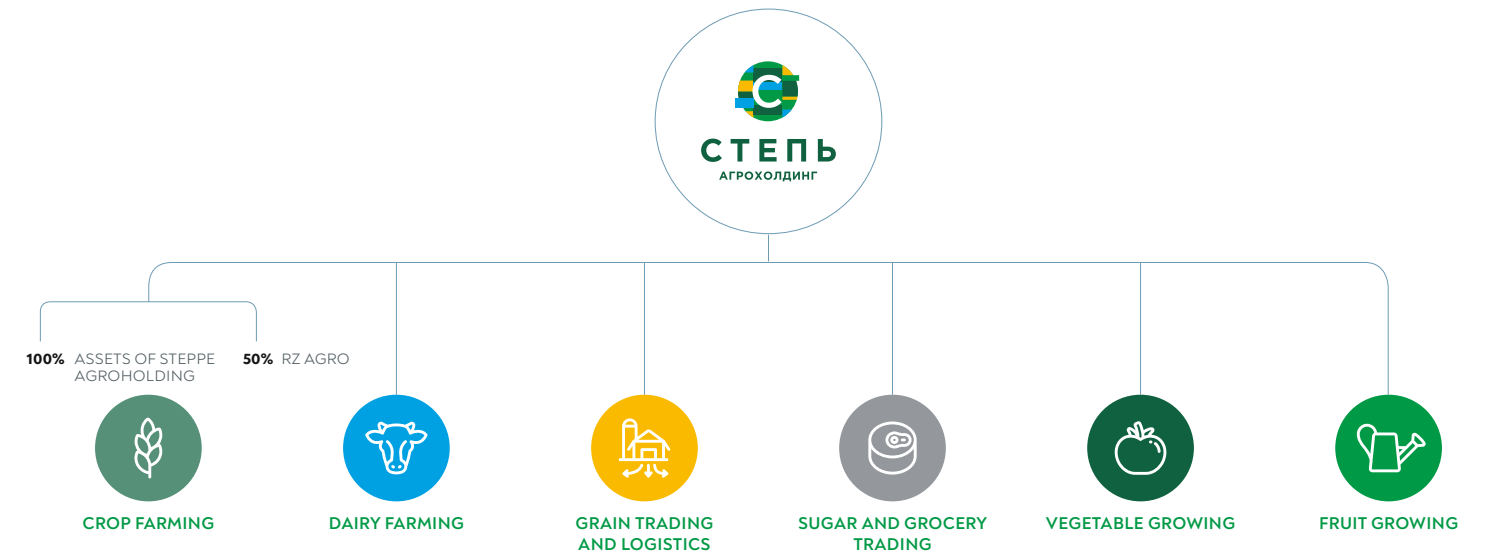 С
СТЕПЬ
АГРОХОЛДИНГ
100% ASSETS OF STEPPE
AGROHOLDING
50% RZ AGRO
CROP FARMING
DAIRY FARMING
GRAIN TRADING
AND LOGISTICS
SUGAR AND GROCERY
TRADING
VEGETABLE GROWING
FRUIT GROWING